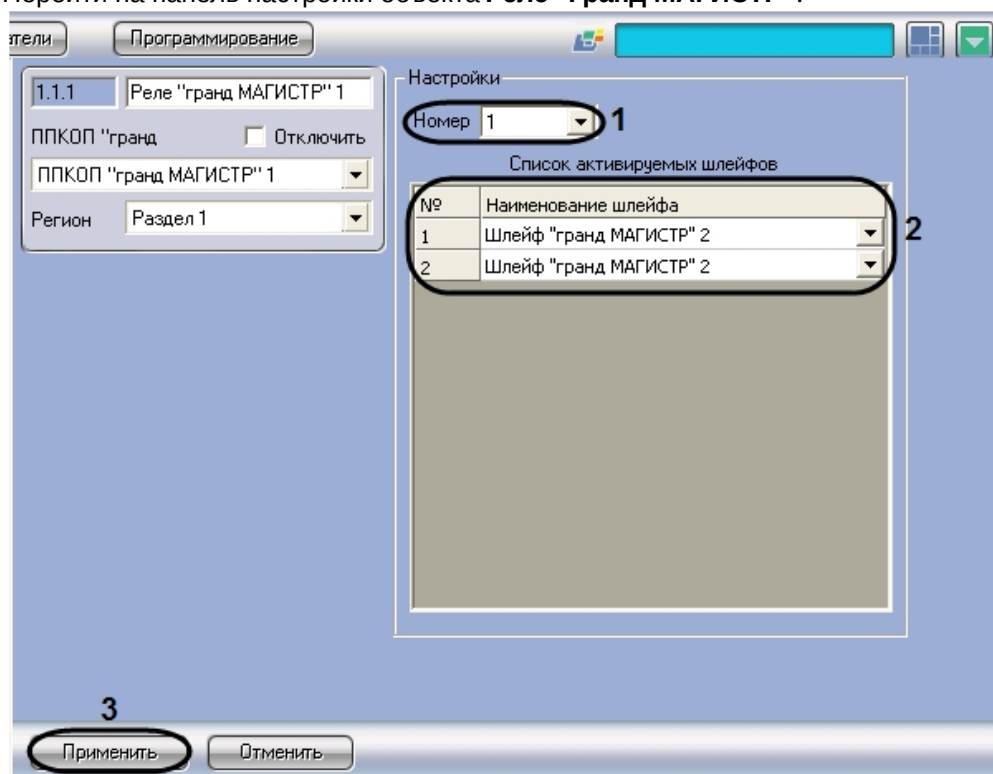 Перейти на панель настройки объекта Реле "Гранд МАГИСТР".
Программирование
1.1.1 Реле "гранд МАГИСТР" 1
ППКОП "гранд Отключить
ППКОП "гранд МАГИСТР" 1
Регион Раздел 1
Настройки
Номер 1 1
Список активируемых шлейфов
№ Наименование шлейфа
1 Шлейф "гранд МАГИСТР" 2
2 Шлейф "гранд МАГИСТР" 2
2
3
Применить Отменить